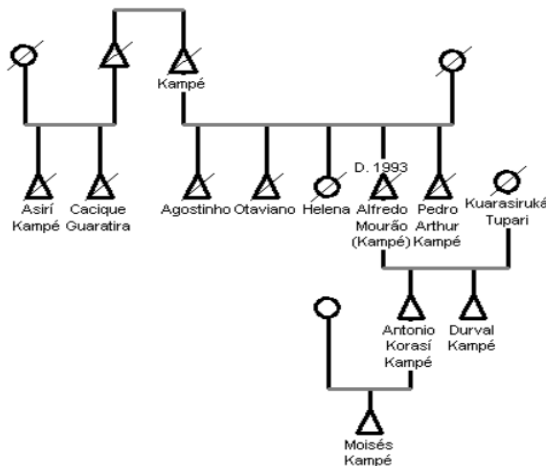 Kampé
D. 1993
Asirí
Kampé
Cacique
Guaratira
Agostinho
Otaviano
Helena
Alfredo
Mourão
(Kampé)
Pedro
Arthur
Kampé
Kuarasiruká
Tupari
Antonio
Korasí
Kampé
Durval
Kampé
Moisés
Kampé